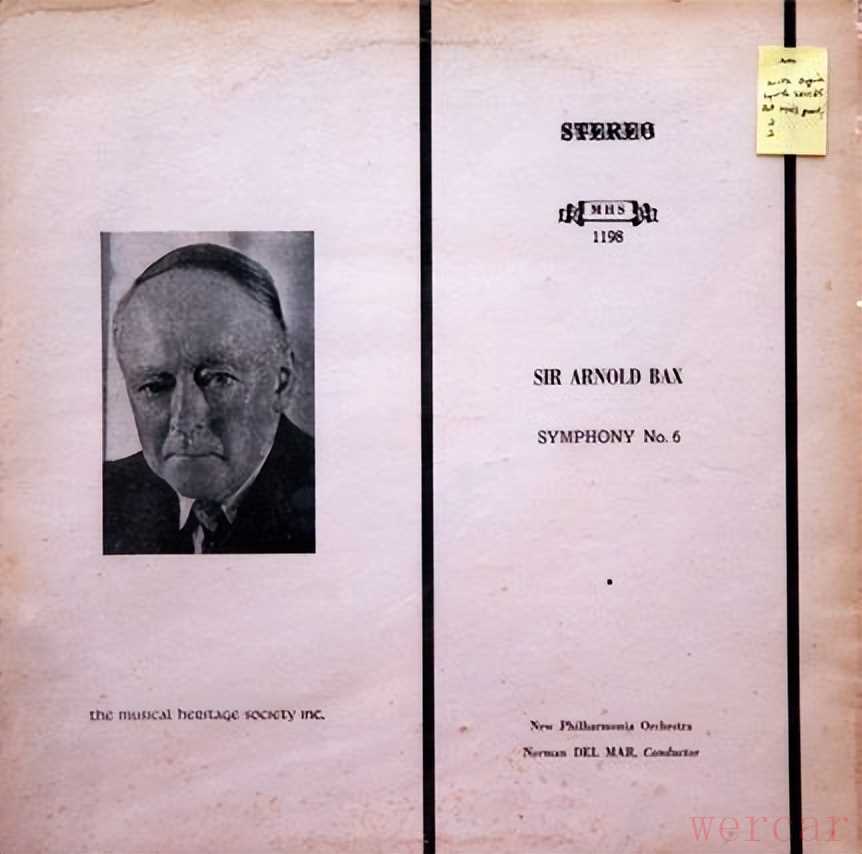 STEREO
MHS
1198
SIR ARNOLD BAX
SYMPHONY No. 6
the musical heritage society inc.
New Philharmonia Orchestra
Norman DEL MAR, Conductor
wercar